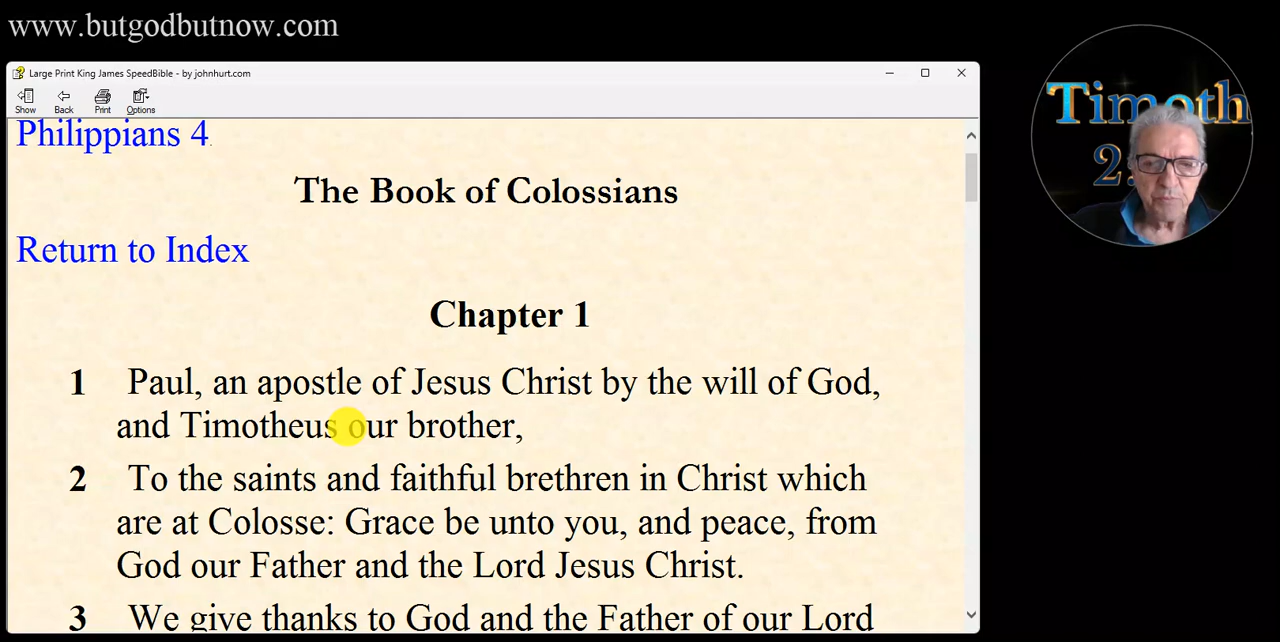 www.butgodbutnow.com
Large Print King James SpeedBible - by johnhurt.com
Show Back Print Options
Philippians 4
The Book of Colossians
Return to Index
Chapter 1
1 Paul, an apostle of Jesus Christ by the will of God,
and Timotheus our brother,
2 To the saints and faithful brethren in Christ which
are at Colosse: Grace be unto you, and peace, from
God our Father and the Lord Jesus Christ.
3 We give thanks to God and the Father of our Lord
Timoth
2